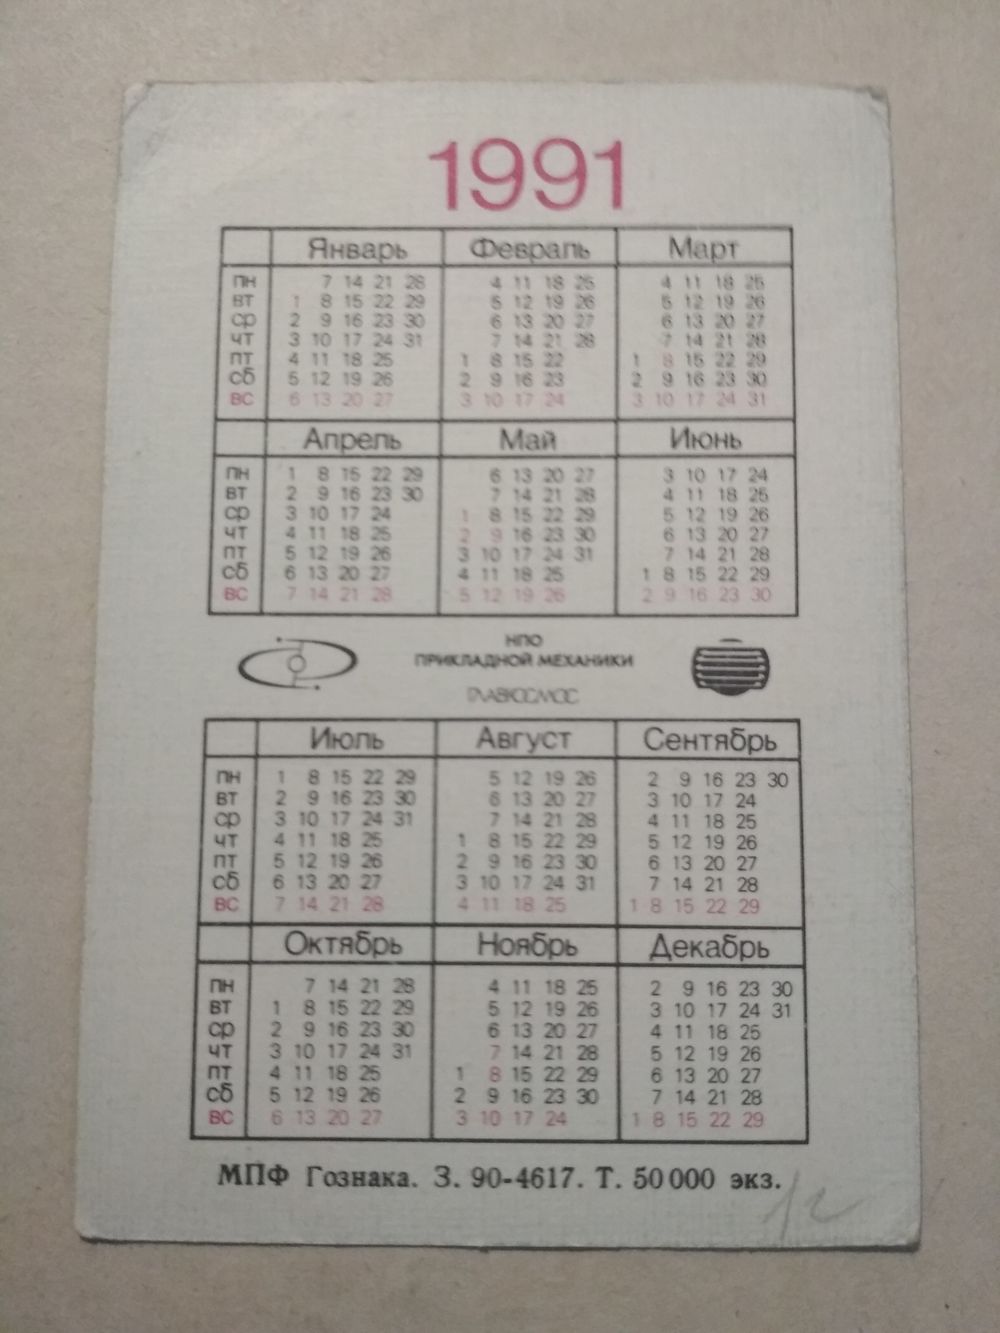 1991
Январь Февраль Март
ПН 7 14 21 28 4 11 18 25 4 11 18 25
ВТ 1 8 15 22 29 5 12 19 26 5 12 19 26
СР 2 9 16 23 30 6 13 20 27 6 13 20 27
ЧТ 3 10 17 24 31 7 14 21 28 7 14 21 28
ПТ 4 11 18 25 1 8 15 22 1 8 15 22 29
СБ 5 12 19 26 2 9 16 23 2 9 16 23 30
ВС 6 13 20 27 3 10 17 24 3 10 17 24 31
Апрель Май Июнь
ПН 1 8 15 22 29 6 13 20 27 3 10 17 24
ВТ 2 9 16 23 30 7 14 21 28 4 11 18 25
СР 3 10 17 24 1 8 15 22 29 5 12 19 26
ЧТ 4 11 18 25 2 9 16 23 30 6 13 20 27
ПТ 5 12 19 26 3 10 17 24 31 7 14 21 28
СБ 6 13 20 27 4 11 18 25 1 8 15 22 29
ВС 7 14 21 28 5 12 19 26 2 9 16 23 30
НПО
ПРИКЛАДНОЙ МЕХАНИКИ
ГЛАВКОСМОС
Июль Август Сентябрь
ПН 1 8 15 22 29 5 12 19 26 2 9 16 23 30
ВТ 2 9 16 23 30 6 13 20 27 3 10 17 24
СР 3 10 17 24 31 7 14 21 28 4 11 18 25
ЧТ 4 11 18 25 1 8 15 22 29 5 12 19 26
ПТ 5 12 19 26 2 9 16 23 30 6 13 20 27
СБ 6 13 20 27 3 10 17 24 31 7 14 21 28
ВС 7 14 21 28 4 11 18 25 1 8 15 22 29
Октябрь Ноябрь Декабрь
ПН 7 14 21 28 4 11 18 25 2 9 16 23 30
ВТ 1 8 15 22 29 5 12 19 26 3 10 17 24 31
СР 2 9 16 23 30 6 13 20 27 4 11 18 25
ЧТ 3 10 17 24 31 7 14 21 28 5 12 19 26
ПТ 4 11 18 25 1 8 15 22 29 6 13 20 27
СБ 5 12 19 26 2 9 16 23 30 7 14 21 28
ВС 6 13 20 27 3 10 17 24 1 8 15 22 29
МПФ Гознака. З. 90-4617. Т. 50 000 экз.